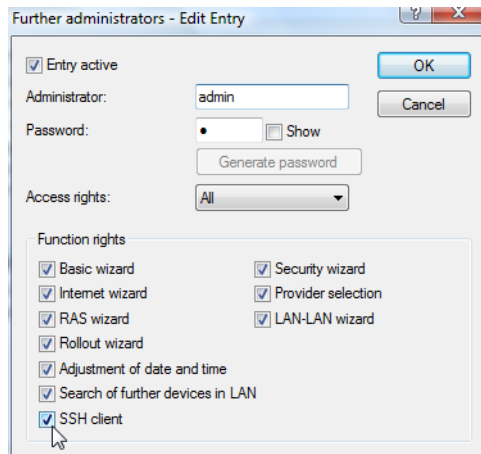 Further administrators - Edit Entry
Entry active
OK
Administrator:
admin
Cancel
Password:
Show
Generate password
Access rights:
All
Function rights
Basic wizard
Security wizard
Internet wizard
Provider selection
RAS wizard
LAN-LAN wizard
Rollout wizard
Adjustment of date and time
Search of further devices in LAN
SSH client